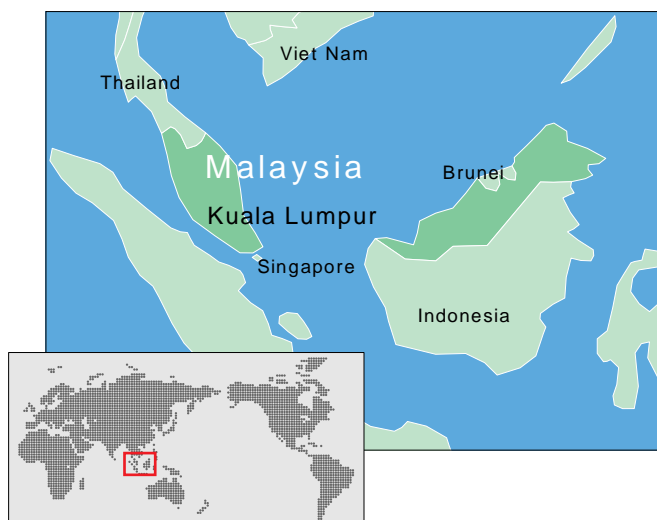 Viet Nam
Thailand
Malaysia
Brunei
Kuala Lumpur
Singapore
Indonesia